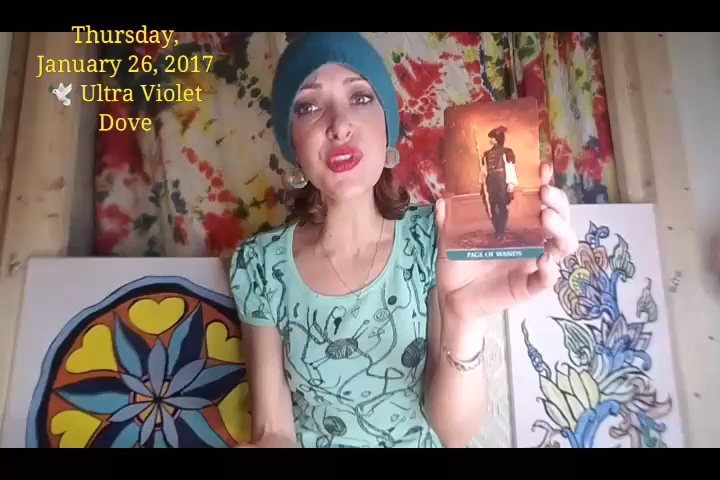 Thursday,
January 26, 2017
🕊 Ultra Violet
Dove
PAGE OF WANDS